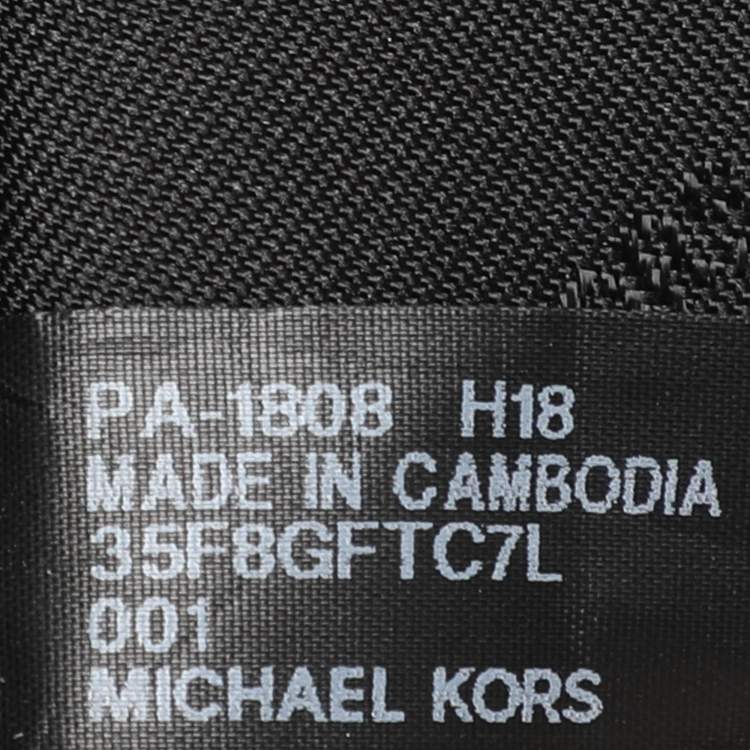 PA-1808 H18
MADE IN CAMBODIA
35F8GFTC7L
001
MICHAEL KORS